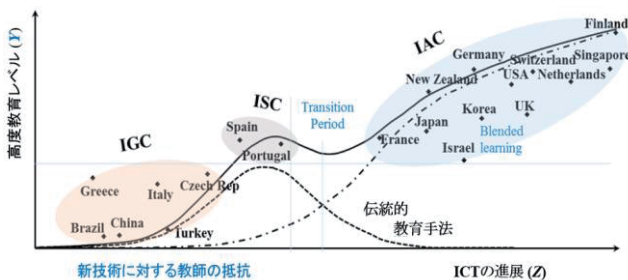 高度教育レベル (Y)
IGC
ISC
IAC
Transition
Period
Finland
Germany
Switzerland
Singapore
USA
Netherlands
New Zealand
Korea
UK
Japan
France
Blended
learning
Israel
Spain
Portugal
Greece
Italy
Czech Rep
Brazil
China
Turkey
伝統的
教育手法
新技術に対する教師の抵抗
ICTの進展 (Z)